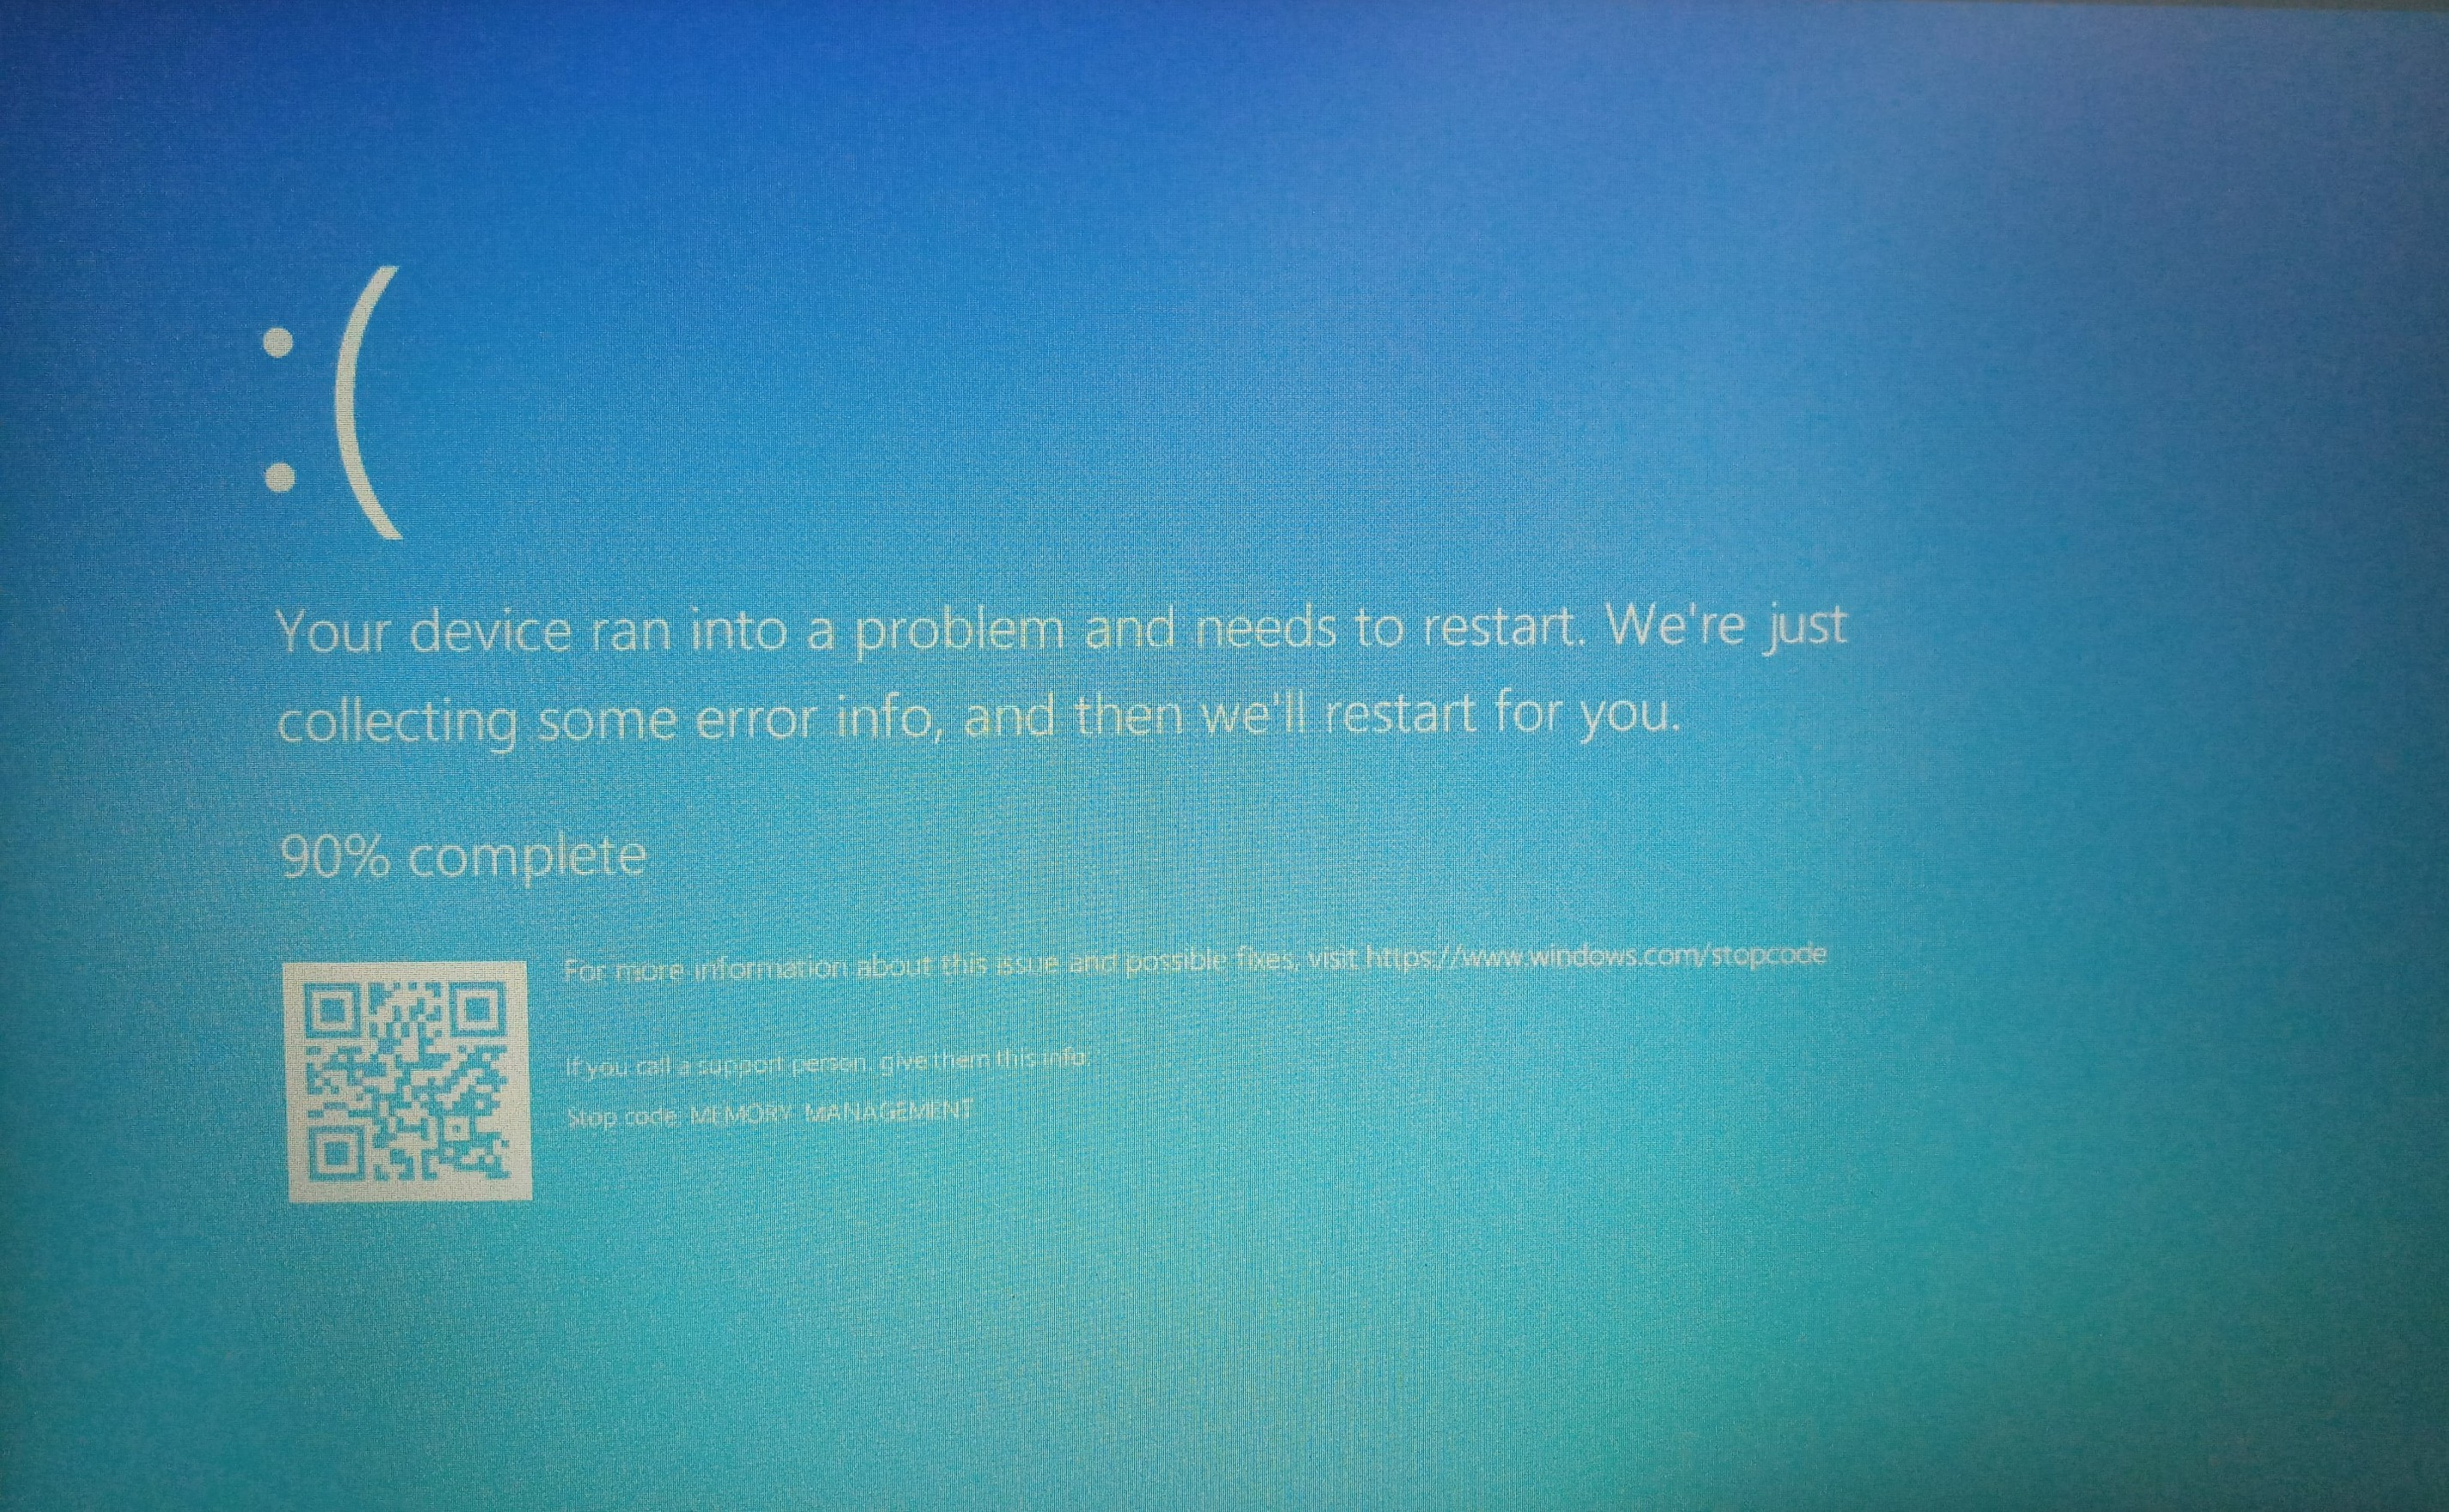 :(
Your device ran into a problem and needs to restart. We're just
collecting some error info, and then we'll restart for you.
90% complete
For more information about this issue and possible fixes, visit https://www.windows.com/stopcode
If you call a support person, give them this info:
Stop code: MEMORY MANAGEMENT